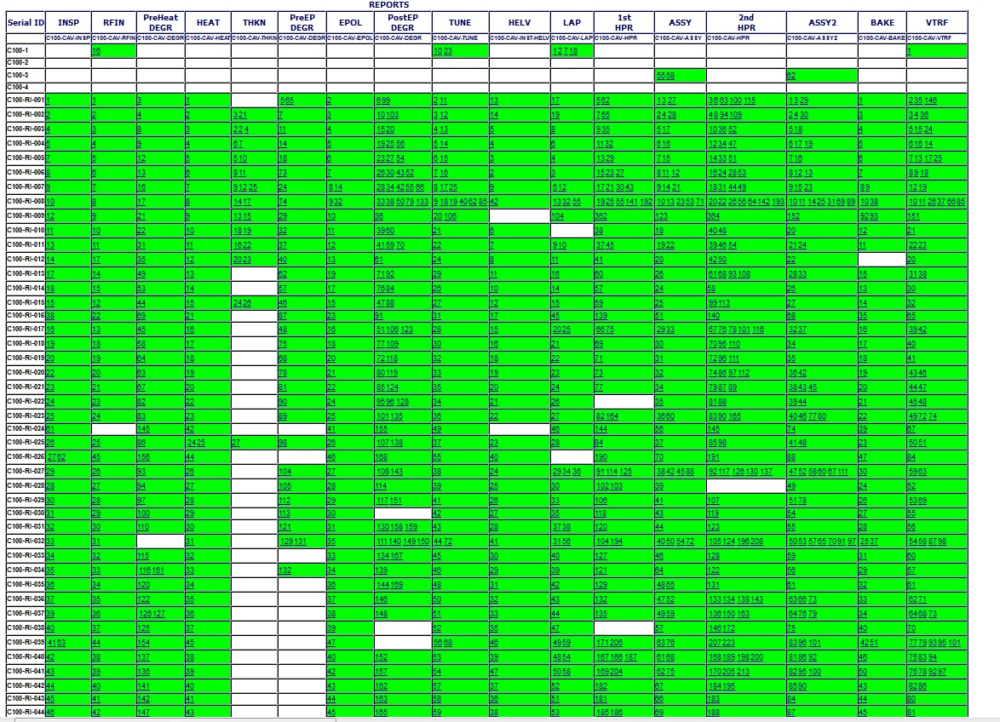 REPORTS
Serial ID INSP RFIN PreHeat DEGR HEAT THKN PreEP DEGR EPOL PostEP DEGR TUNE HELV LAP 1st HPR ASSY 2nd HPR ASSY2 BAKE VTRF
C100-CAV-INSP C100-CAV-RFIN C100-CAV-DEGR C100-CAV-HEAT C100-CAV-THKN C100-CAV-DEGR C100-CAV-EPOL C100-CAV-DEGR C100-CAV-TUNE C100-CAV-INST-HELV C100-CAV-LAP C100-CAV-HPR C100-CAV-ASSY C100-CAV-HPR C100-CAV-ASSY2 C100-CAV-BAKE C100-CAV-VTRF
C100-1 16 10 23 12 7 18 1
C100-2
C100-3 55 58 62
C100-4
C100-RI-001 1 1 3 1 5 65 2 6 99 2 11 13 17 5 62 13 27 36 63 100 115 13 29 1 2 35 146
C100-RI-002 2 2 4 2 3 21 7 3 10 103 3 12 14 19 7 65 24 28 48 94 109 24 30 3 34 36
C100-RI-003 4 3 8 3 22 4 11 4 15 20 4 13 5 8 9 35 5 17 10 36 52 5 18 4 5 15 24
C100-RI-004 5 4 9 4 6 7 14 5 19 25 56 5 14 4 6 11 32 6 16 12 34 47 6 17 19 5 6 16 14
C100-RI-005 7 5 12 5 5 10 18 6 23 27 54 6 15 3 4 13 29 7 15 14 33 51 7 16 6 7 13 17 25
C100-RI-006 8 6 13 6 8 11 73 7 26 30 43 52 7 16 2 3 15 23 27 8 11 12 16 24 28 53 8 12 13 7 8 9 18
C100-RI-007 9 7 16 7 9 12 25 24 8 14 28 34 42 55 66 8 17 25 9 5 12 17 21 30 43 9 14 21 18 31 44 49 9 15 23 8 9 12 19
C100-RI-008 10 8 17 8 14 17 74 9 32 33 38 50 79 133 9 18 19 40 62 85 42 13 32 55 19 25 55 141 192 10 13 23 53 71 20 22 26 56 64 142 193 10 11 14 25 31 69 89 10 38 10 11 26 37 66 85
C100-RI-009 12 9 21 9 13 15 29 10 36 20 106 104 362 123 364 152 92 93 151
C100-RI-010 11 10 22 10 18 19 32 11 39 60 21 6 38 18 40 48 20 12 21
C100-RI-011 13 11 31 11 16 22 37 12 41 59 70 22 7 9 10 37 45 19 22 39 46 54 21 24 11 22 23
C100-RI-012 14 17 35 12 20 23 40 13 61 24 8 11 41 20 42 50 22 20
C100-RI-013 17 14 49 13 62 19 71 92 29 11 16 60 26 61 68 93 108 28 33 15 31 38
C100-RI-014 18 15 53 14 57 17 76 84 26 10 14 57 24 58 26 13 30
C100-RI-015 15 12 44 15 24 26 46 15 47 88 27 12 15 59 25 99 113 27 14 32
C100-RI-016 38 22 69 21 87 23 91 31 17 45 139 51 140 68 35 65
C100-RI-017 16 13 45 16 48 16 51 106 123 28 15 20 25 66 75 29 33 67 76 78 101 116 32 37 16 39 42
C100-RI-018 19 18 58 17 75 18 77 109 30 16 21 69 30 70 95 110 34 17 40
C100-RI-019 20 19 64 18 68 20 72 118 32 18 22 71 31 72 96 111 35 18 41
C100-RI-020 22 20 63 19 78 21 80 119 33 19 23 73 32 74 86 97 112 36 42 19 43 46
C100-RI-021 21 21 67 20 81 22 85 124 35 20 24 77 34 79 87 89 38 43 45 20 44 47
C100-RI-022 24 23 82 22 90 24 95 96 128 34 21 26 35 81 88 39 44 21 45 48
C100-RI-023 25 24 83 23 89 25 101 135 36 22 27 82 164 36 60 83 90 165 40 46 77 80 22 49 72 74
C100-RI-024 61 145 42 41 155 49 46 144 56 145 74 39 67
C100-RI-025 26 25 86 24 25 27 98 26 107 138 37 23 28 84 37 85 98 41 48 23 50 51
C100-RI-026 27 62 45 156 44 46 168 55 40 190 70 191 88 47 84
C100-RI-027 29 26 93 26 104 27 108 143 38 24 29 34 36 91 114 125 38 42 45 88 92 117 126 130 137 47 52 58 60 67 111 30 59 63
C100-RI-028 28 27 94 27 105 28 114 39 25 30 102 103 39 49 24 52
C100-RI-029 30 28 97 28 112 29 117 151 41 26 33 106 41 107 51 78 26 53 69
C100-RI-030 31 29 100 29 113 30 42 27 35 118 43 119 54 27 55
C100-RI-031 32 30 110 30 121 31 130 158 159 43 28 37 38 120 44 123 55 28 56
C100-RI-032 33 31 31 129 131 35 111 140 149 150 44 72 41 31 56 104 194 40 50 54 72 105 124 196 208 50 53 57 65 70 91 97 25 37 54 58 87 98
C100-RI-033 34 32 115 32 33 134 167 45 30 40 127 46 128 59 31 60
C100-RI-034 35 33 116 161 33 132 34 139 46 29 39 121 64 122 56 29 57
C100-RI-035 36 34 120 34 36 144 169 48 31 42 129 48 65 131 61 32 61
C100-RI-036 37 35 122 35 37 146 50 32 43 132 47 52 133 134 138 143 63 66 73 33 62 71
C100-RI-037 39 36 126 127 36 38 148 51 33 44 135 49 59 136 150 163 64 76 79 34 64 68 73
C100-RI-038 40 37 125 37 39 52 35 47 57 146 172 75 40 70
C100-RI-039 41 63 44 154 45 47 56 68 46 49 59 171 206 63 76 207 223 83 96 101 42 51 77 79 93 95 101
C100-RI-040 42 38 137 38 40 152 53 39 48 54 167 166 187 61 68 168 189 198 200 81 86 92 46 75 83 94
C100-RI-041 43 39 136 39 42 157 54 47 50 58 169 204 62 75 170 205 213 82 95 100 50 76 78 92 97
C100-RI-042 44 40 141 40 43 162 57 37 52 182 67 184 195 85 90 43 82 86
C100-RI-043 45 41 142 41 44 163 58 36 51 181 66 183 84 44 80
C100-RI-044 46 42 147 43 45 165 59 38 53 185 186 69 188 87 45 81